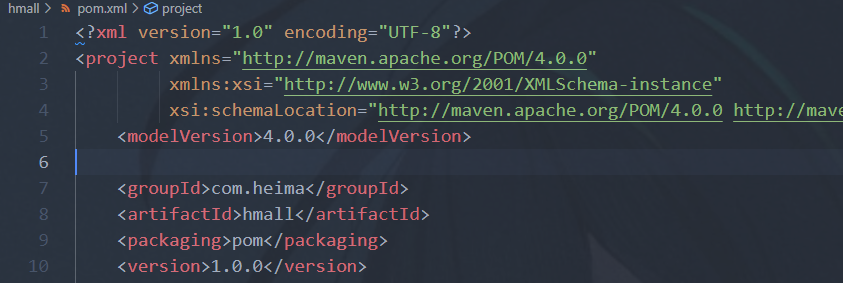 hmall > pom.xml > project
1 <?xml version="1.0" encoding="UTF-8"?>
2 <project xmlns="http://maven.apache.org/POM/4.0.0"
3 xmlns:xsi="http://www.w3.org/2001/XMLSchema-instance"
4 xsi:schemaLocation="http://maven.apache.org/POM/4.0.0 http://mave
5 <modelVersion>4.0.0</modelVersion>
6
7 <groupId>com.heima</groupId>
8 <artifactId>hmall</artifactId>
9 <packaging>pom</packaging>
10 <version>1.0.0</version>